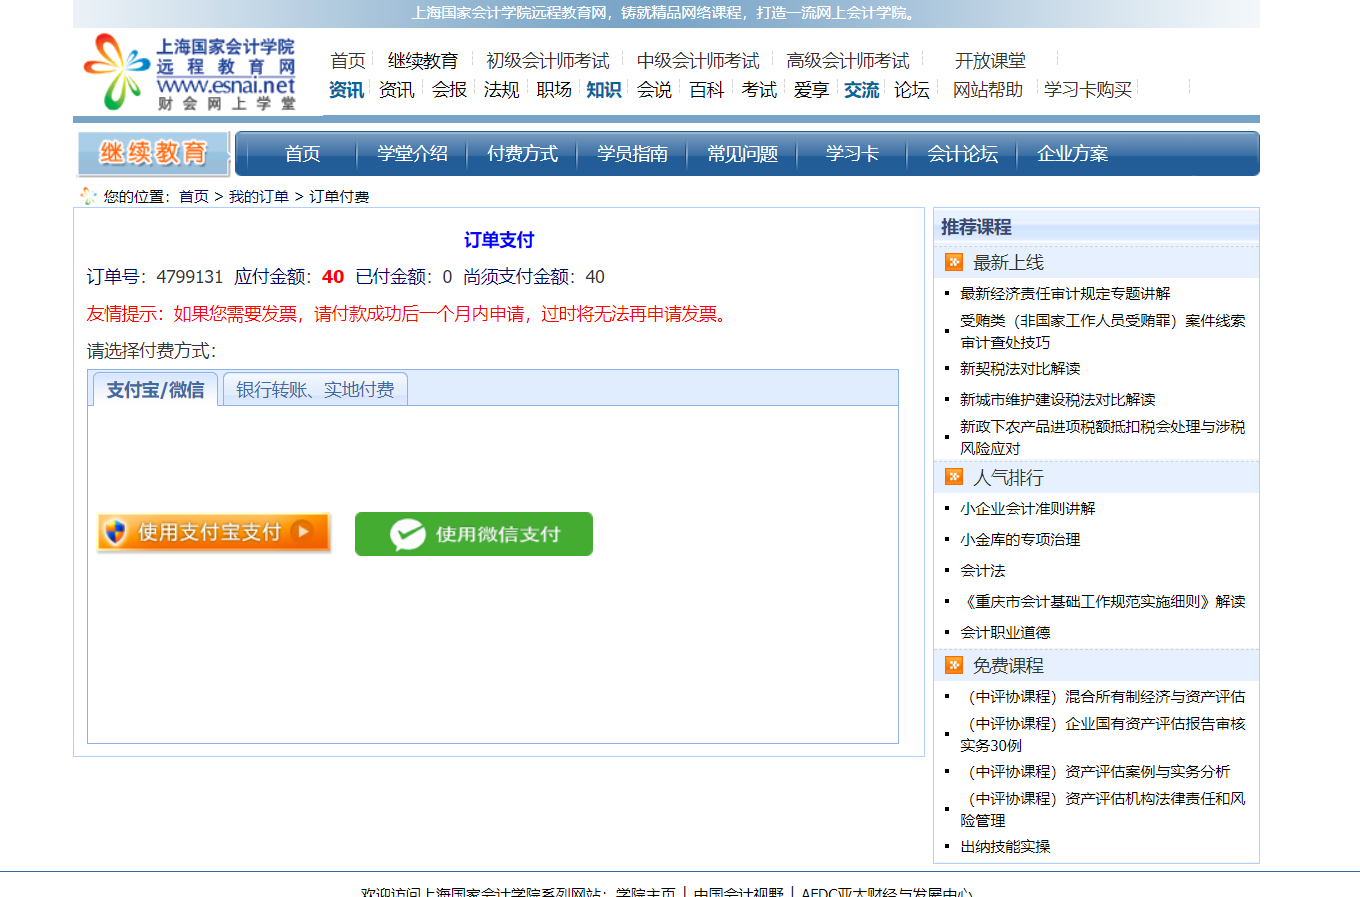 上海国家会计学院远程教育网，铸就精品网络课程，打造一流网上会计学院。
上海国家会计学院
远程教育网
www.esnai.net
财会网上学堂
首页 继续教育 初级会计师考试 中级会计师考试 高级会计师考试 开放课堂
资讯 资讯 会报 法规 职场 知识 会说 百科 考试 爱享 交流 论坛 网站帮助 学习卡购买
继续教育 首页 学堂介绍 付费方式 学员指南 常见问题 学习卡 会计论坛 企业方案
您的位置：首页 > 我的订单 > 订单付费
订单支付
订单号：4799131 应付金额：40 已付金额：0 尚须支付金额：40
友情提示：如果您需要发票，请付款成功后一个月内申请，过时将无法再申请发票。
请选择付费方式：
支付宝/微信 银行转账、实地付费
使用支付宝支付 使用微信支付
推荐课程
最新上线
最新经济责任审计规定专题讲解
受贿类（非国家工作人员受贿罪）案件线索
审计查处技巧
新契税法对比解读
新城市维护建设税法对比解读
新政下农产品进项税额抵扣税会处理与涉税
风险应对
人气排行
小企业会计准则讲解
小金库的专项治理
会计法
《重庆市会计基础工作规范实施细则》解读
会计职业道德
免费课程
（中评协课程）混合所有制经济与资产评估
（中评协课程）企业国有资产评估报告审核
实务30例
（中评协课程）资产评估案例与实务分析
（中评协课程）资产评估机构法律责任和风
险管理
出纳技能实操
欢迎访问上海国家会计学院系列网站：学院主页 | 中国会计视野 | AFDC亚太财经与发展中心